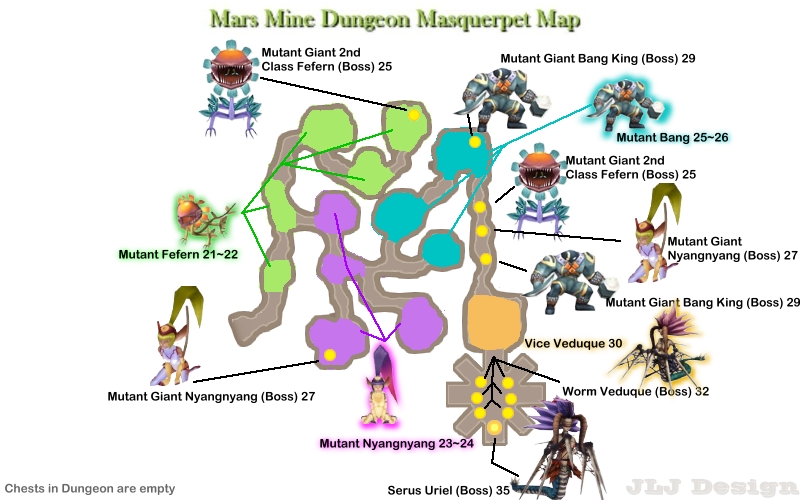 Mars Mine Dungeon Masquerpet Map
Mutant Giant 2nd
Class Fefern (Boss) 25
Mutant Giant Bang King (Boss) 29
Mutant Bang 25~26
Mutant Giant 2nd
Class Fefern (Boss) 25
Mutant Fefern 21~22
Mutant Giant
Nyangnyang (Boss) 27
Mutant Giant Bang King (Boss) 29
Vice Veduque 30
Mutant Giant Nyangnyang (Boss) 27
Worm Veduque (Boss) 32
Mutant Nyangnyang 23~24
Serus Uriel (Boss) 35
Chests in Dungeon are empty
JLJ Design